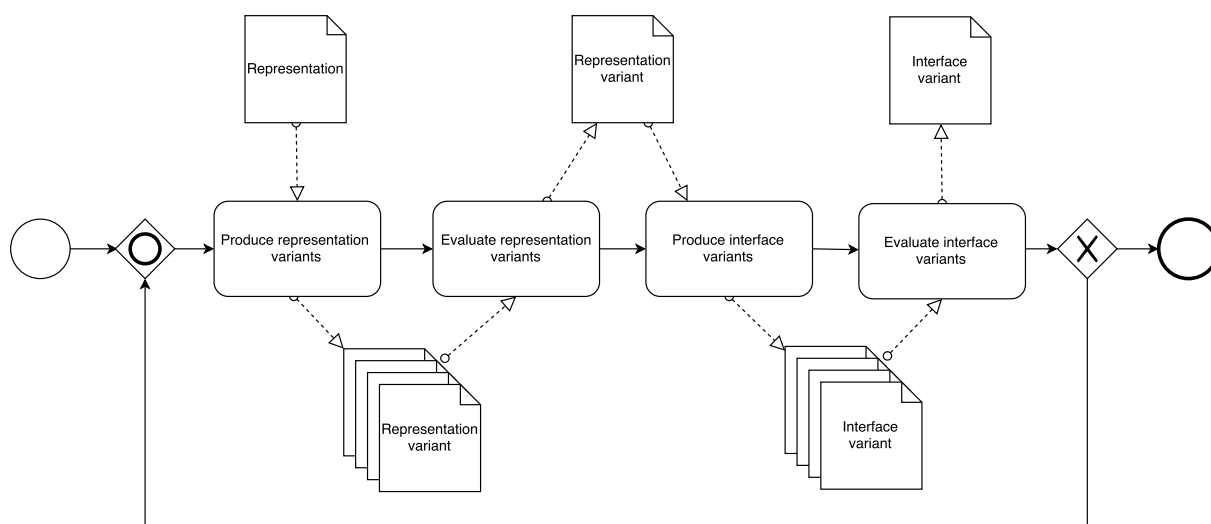 Representation
Representation
variant
Interface
variant
Produce representation
variants
Evaluate representation
variants
Produce interface
variants
Evaluate interface
variants
Representation
variant
Interface
variant